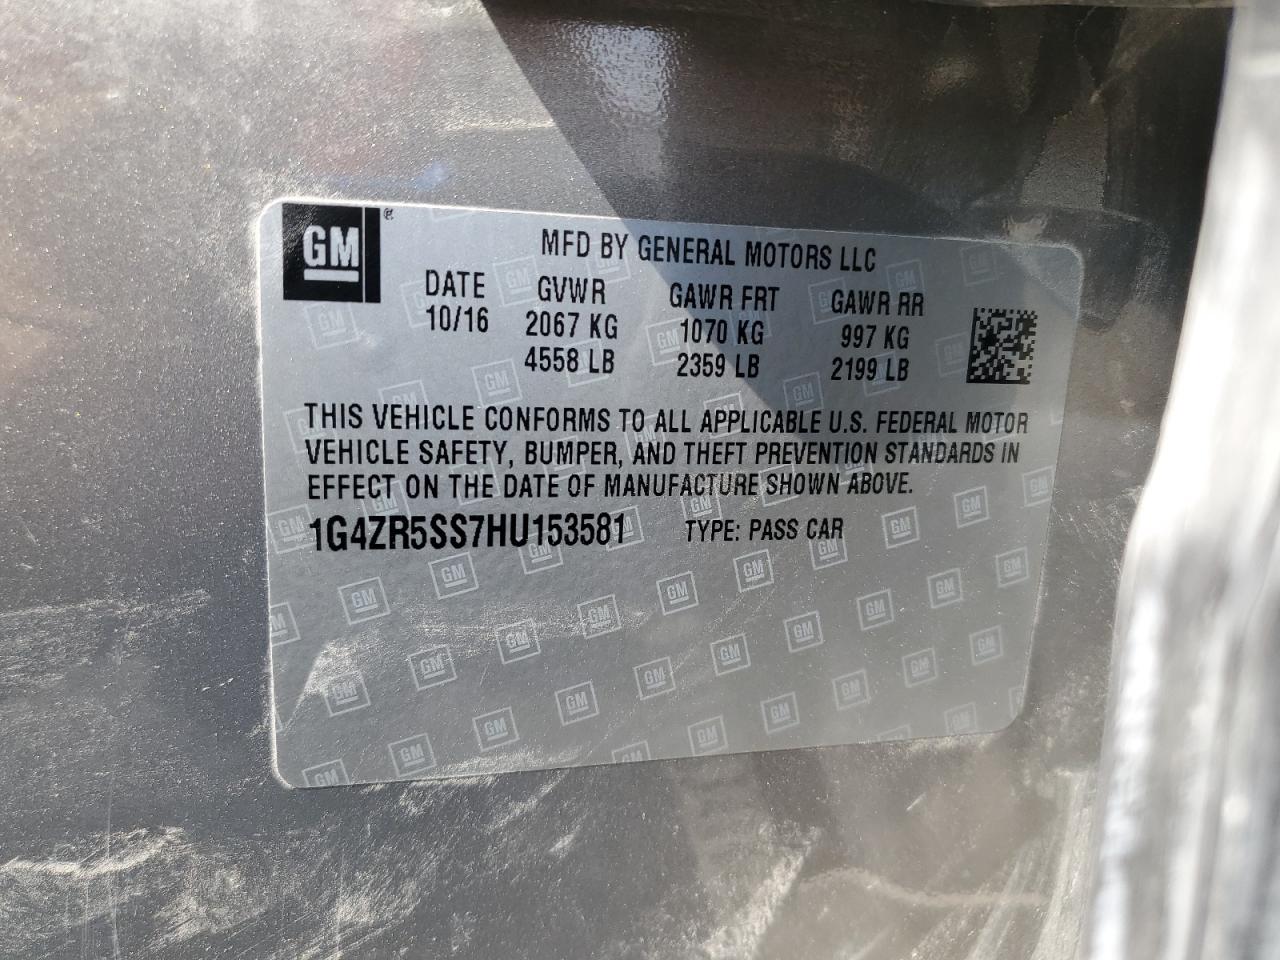 GM
MFD BY GENERAL MOTORS LLC
DATE GVWR GAWR FRT GAWR RR
10/16 2067 KG 1070 KG 997 KG
4558 LB 2359 LB 2199 LB
THIS VEHICLE CONFORMS TO ALL APPLICABLE U.S. FEDERAL MOTOR
VEHICLE SAFETY, BUMPER, AND THEFT PREVENTION STANDARDS IN
EFFECT ON THE DATE OF MANUFACTURE SHOWN ABOVE.
1G4ZR5SS7HU153581 TYPE: PASS CAR